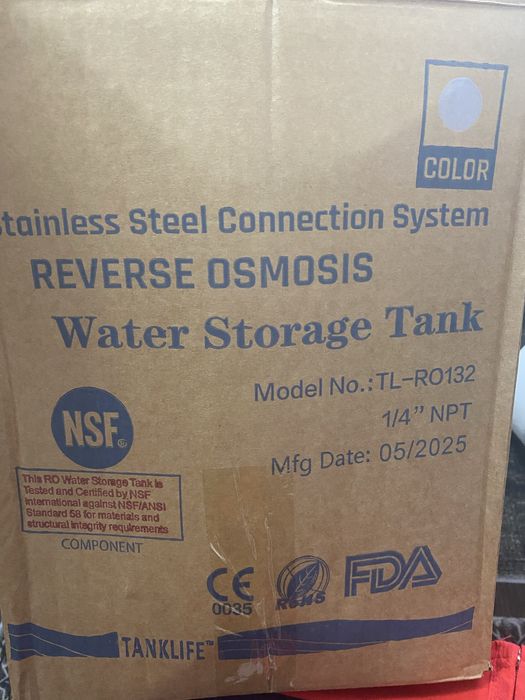 COLOR
Stainless Steel Connection System
REVERSE OSMOSIS
Water Storage Tank
Model No.:TL-RO132
1/4” NPT
Mfg Date: 05/2025
NSF®
This RO Water Storage Tank is
Tested and Certified by NSF
International against NSF/ANSI
Standard 58 for materials and
structural integrity requirements
COMPONENT
CE
0035
RoHS
FDA
TANKLIFE™